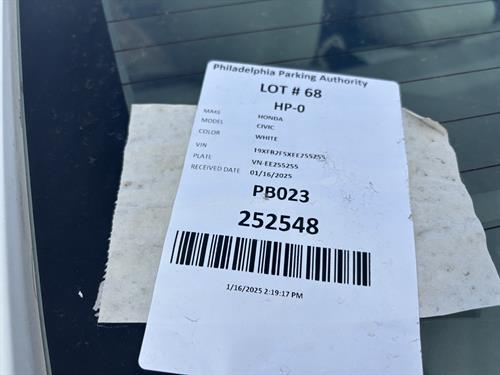 Philadelphia Parking Authority
LOT # 68
HP-0
MAKE HONDA
MODEL CIVIC
COLOR WHITE
VIN 19XFB2F5XEE255255
PLATE VN-EE255255
RECEIVED DATE 01/16/2025
PB023
252548
1/16/2025 2:19:17 PM